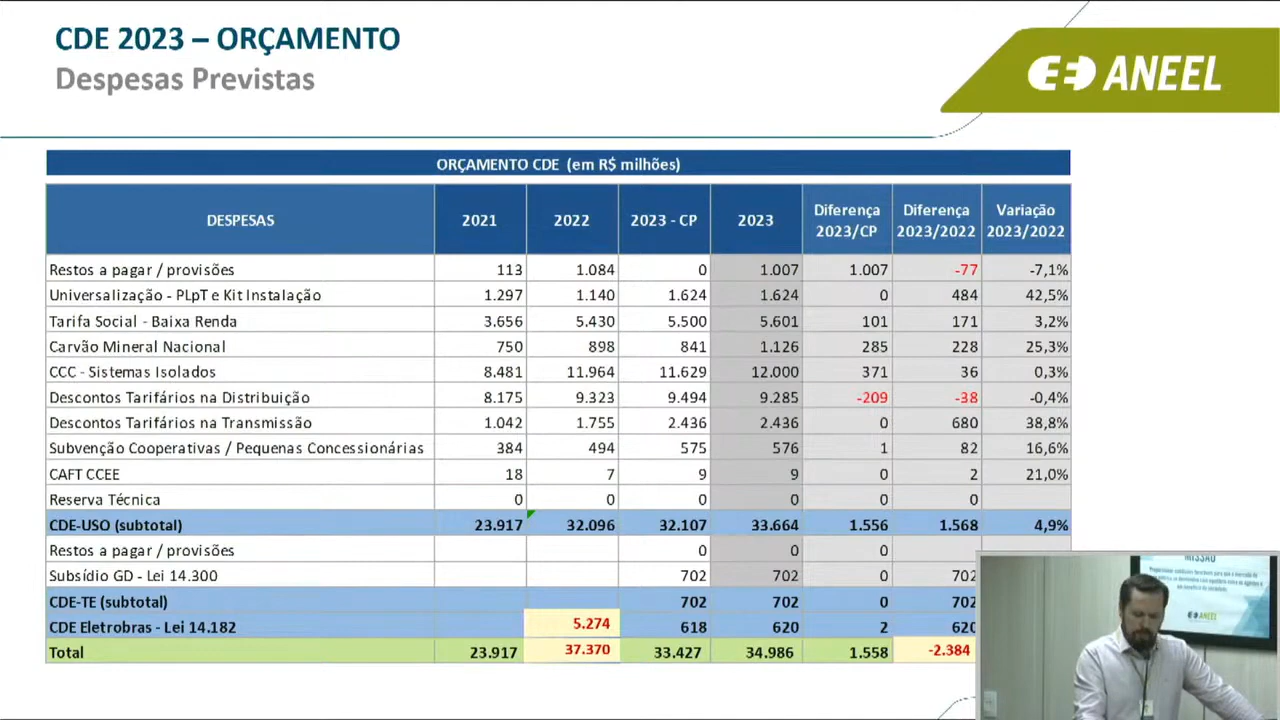 CDE 2023 – ORÇAMENTO
Despesas Previstas
ANEEL
ORÇAMENTO CDE (em R$ milhões)
DESPESAS 2021 2022 2023 - CP 2023 Diferença 2023/CP Diferença 2023/2022 Variação 2023/2022
Restos a pagar / provisões 113 1.084 0 1.007 1.007 -77 -7,1%
Universalização - PLpT e Kit Instalação 1.297 1.140 1.624 1.624 0 484 42,5%
Tarifa Social - Baixa Renda 3.656 5.430 5.500 5.601 101 171 3,2%
Carvão Mineral Nacional 750 898 841 1.126 285 228 25,3%
CCC - Sistemas Isolados 8.481 11.964 11.629 12.000 371 36 0,3%
Descontos Tarifários na Distribuição 8.175 9.323 9.494 9.285 -209 -38 -0,4%
Descontos Tarifários na Transmissão 1.042 1.755 2.436 2.436 0 680 38,8%
Subvenção Cooperativas / Pequenas Concessionárias 384 494 575 576 1 82 16,6%
CAFT CCEE 18 7 9 9 0 2 21,0%
Reserva Técnica 0 0 0 0 0 0
CDE-USO (subtotal) 23.917 32.096 32.107 33.664 1.556 1.568 4,9%
Restos a pagar / provisões 0 0 0
Subsídio GD - Lei 14.300 702 702 0 702
CDE-TE (subtotal) 702 702 0 702
CDE Eletrobras - Lei 14.182 5.274 618 620 2 620
Total 23.917 37.370 33.427 34.986 1.558 -2.384
MISSÃO
ANEEL